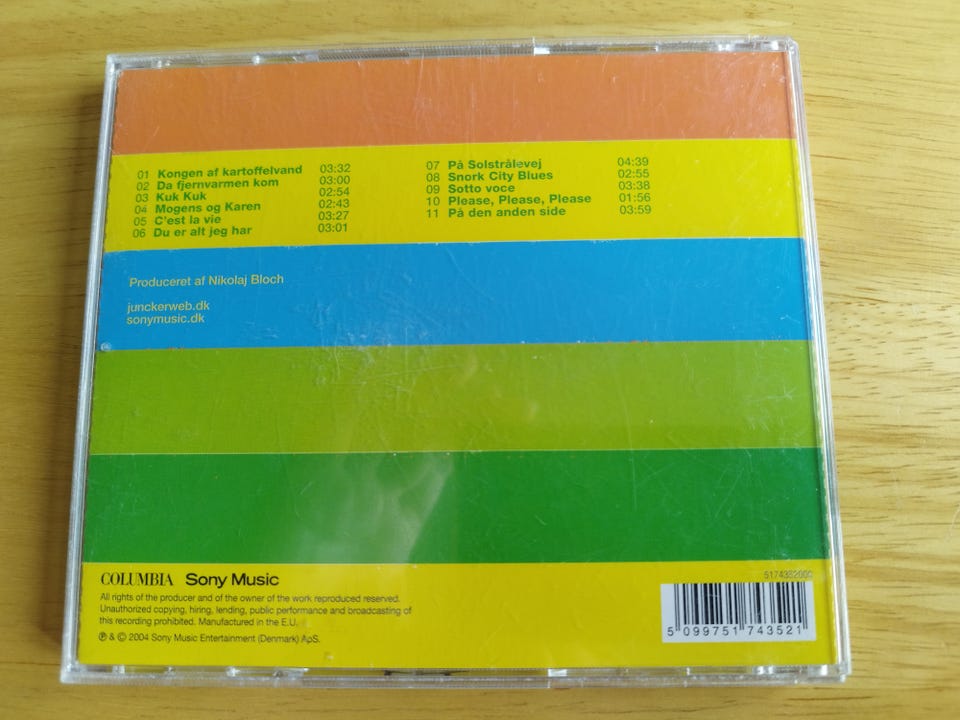 01 Kongen af kartoffelvand 03:32
02 Da fjernvarmen kom 03:00
03 Kuk Kuk 02:54
04 Mogens og Karen 02:43
05 C'est la vie 03:27
06 Du er alt jeg har 03:01
07 På Solstrålevej 04:39
08 Snork City Blues 02:55
09 Sotto voce 03:38
10 Please, Please, Please 01:56
11 På den anden side 03:59
Produceret af Nikolaj Bloch
junckerweb.dk
sonymusic.dk
COLUMBIA Sony Music
All rights of the producer and of the owner of the work reproduced reserved.
Unauthorized copying, hiring, lending, public performance and broadcasting of
this recording prohibited. Manufactured in the E.U.
℗ & © 2004 Sony Music Entertainment (Denmark) ApS.
5174352000
5 099751 743521